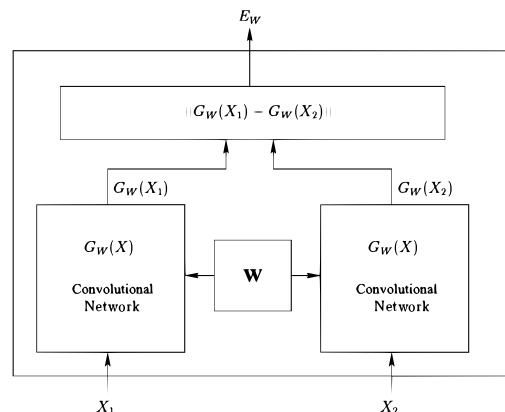 E_W
||G_W(X_1) − G_W(X_2)||
G_W(X_1)
G_W(X_2)
G_W(X)
Convolutional
Network
W
G_W(X)
Convolutional
Network
X_1
X_2